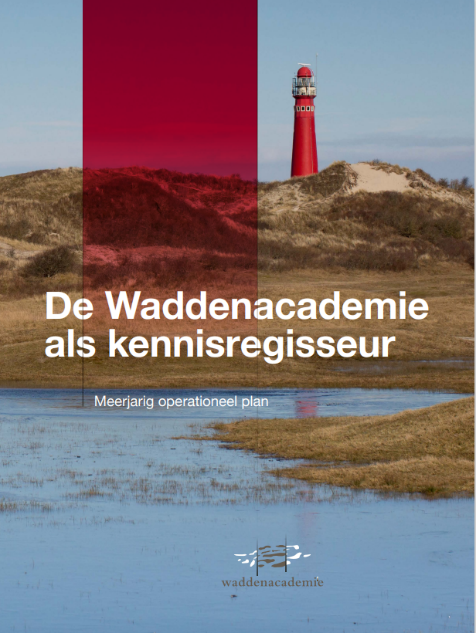 De Waddenacademie
als kennisregisseur
Meerjarig operationeel plan
waddenacademie